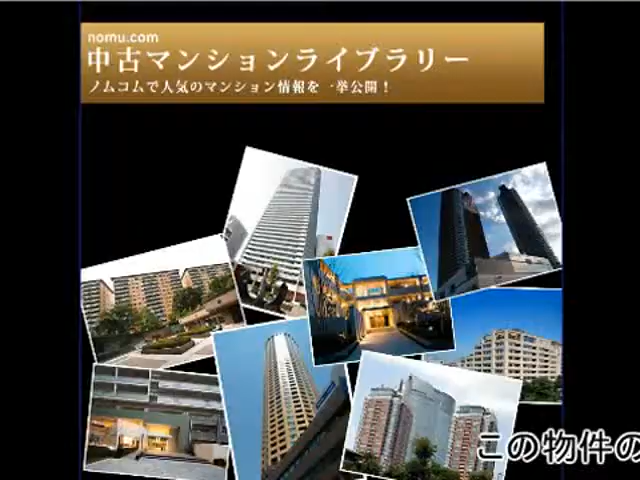 nomu.com
中古マンションライブラリー
ノムコムで人気のマンション情報を一挙公開！
この物件の